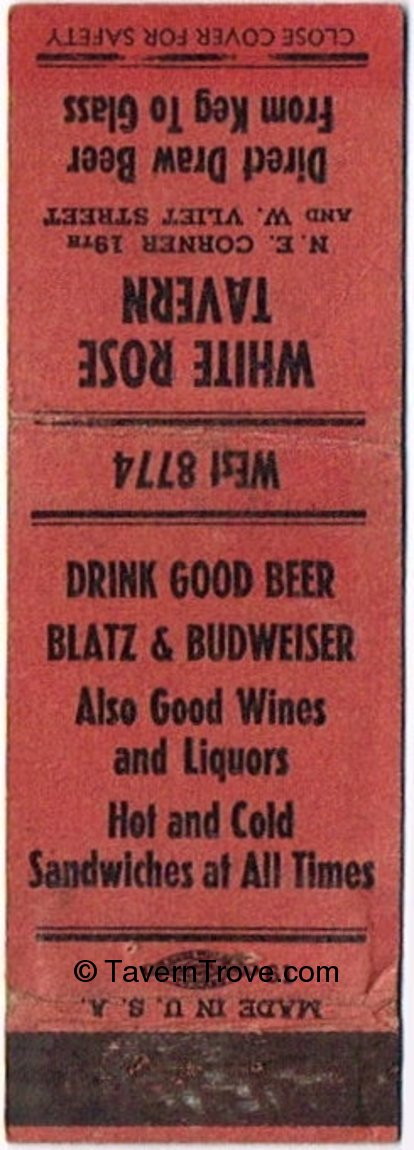 CLOSE COVER FOR SAFETY
WHITE ROSE
TAVERN
N. E. CORNER 19TH
AND W. VLIET STREET
Direct Draw Beer
From Keg To Glass
WEst 8774
DRINK GOOD BEER
BLATZ & BUDWEISER
Also Good Wines
and Liquors
Hot and Cold
Sandwiches at All Times
© TavernTrove.com
MADE IN U. S. A.